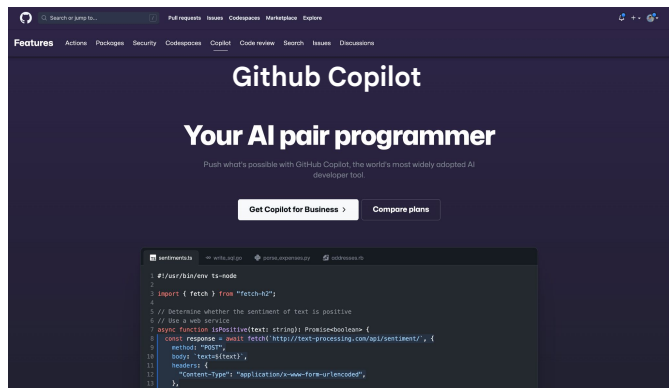 Search or jump to... /
Pull requests Issues Codespaces Marketplace Explore
Features Actions Packages Security Codespaces Copilot Code review Search Issues Discussions
Github Copilot
Your AI pair programmer
Push what's possible with GitHub Copilot, the world's most widely adopted AI
developer tool
Get Copilot for Business >
Compare plans
sentiments.ts write_sql.go parse_expenses.py addresses.rb
1 #!/usr/bin/env ts-node
2
3 import { fetch } from "fetch-h2";
4
5 // Determine whether the sentiment of text is positive
6 // Use a web service
7 async function isPositive(text: string): Promise<boolean> {
8 const response = await fetch(`http://text-processing.com/api/sentiment/`, {
9 method: "POST",
10 body: `text=${text}`,
11 headers: {
12 "Content-Type": "application/x-www-form-urlencoded",
13 },